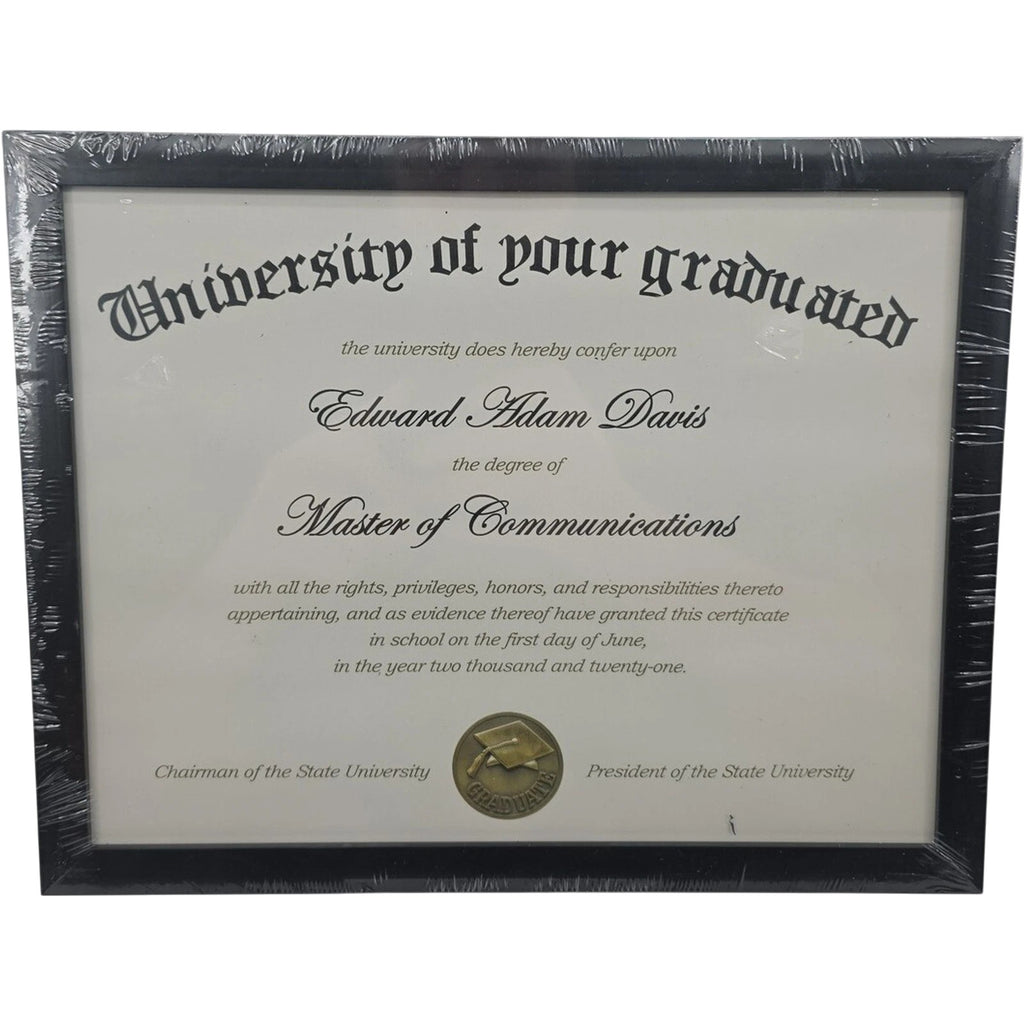 University of your graduated
the university does hereby confer upon
Edward Adam Davis
the degree of
Master of Communications
with all the rights, privileges, honors, and responsibilities thereto
appertaining, and as evidence thereof have granted this certificate
in school on the first day of June,
in the year two thousand and twenty-one.
Chairman of the State University
GRADUATE
President of the State University